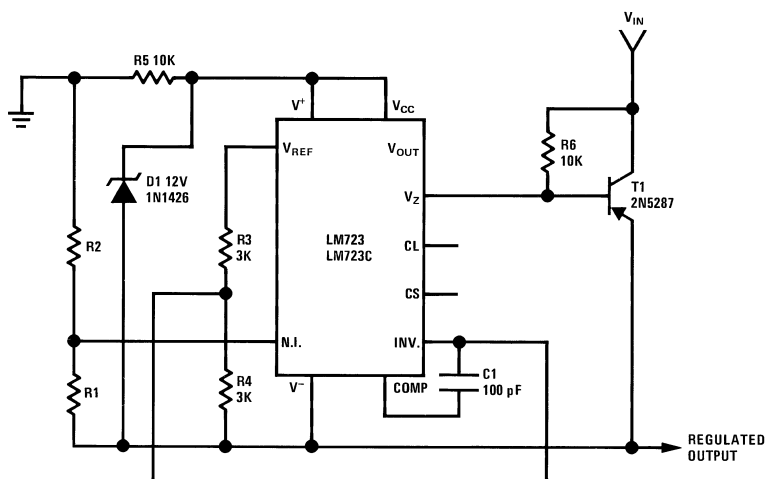 V_IN
R5 10K
V⁺
V_CC
V_REF
V_OUT
R6
10K
D1 12V
1N1426
V_Z
T1
2N5287
R2
R3
3K
LM723
LM723C
CL
CS
N.I.
INV.
R1
R4
3K
V⁻
COMP
C1
100 pF
REGULATED
OUTPUT